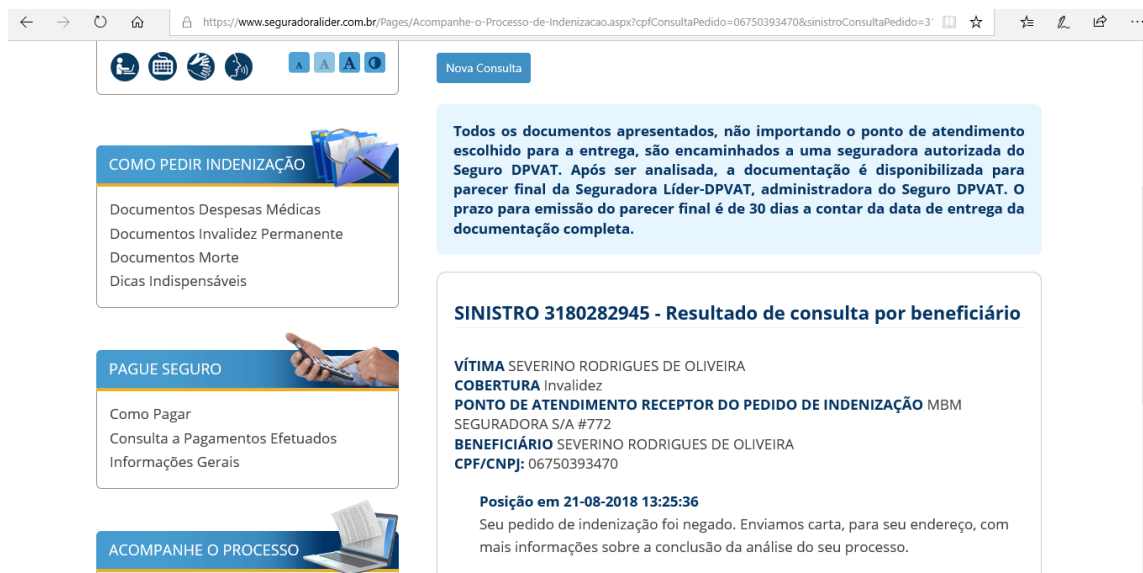 https://www.seguradoralider.com.br/Pages/Acompanhe-o-Processo-de-Indenizacao.aspx?cpfConsultaPedido=06750393470&sinistroConsultaPedido=3
A A A
Nova Consulta
Todos os documentos apresentados, não importando o ponto de atendimento
escolhido para a entrega, são encaminhados a uma seguradora autorizada do
Seguro DPVAT. Após ser analisada, a documentação é disponibilizada para
parecer final da Seguradora Líder-DPVAT, administradora do Seguro DPVAT. O
prazo para emissão do parecer final é de 30 dias a contar da data de entrega da
documentação completa.
COMO PEDIR INDENIZAÇÃO
Documentos Despesas Médicas
Documentos Invalidez Permanente
Documentos Morte
Dicas Indispensáveis
PAGUE SEGURO
Como Pagar
Consulta a Pagamentos Efetuados
Informações Gerais
ACOMPANHE O PROCESSO
SINISTRO 3180282945 - Resultado de consulta por beneficiário
VÍTIMA SEVERINO RODRIGUES DE OLIVEIRA
COBERTURA Invalidez
PONTO DE ATENDIMENTO RECEPTOR DO PEDIDO DE INDENIZAÇÃO MBM
SEGURADORA S/A #772
BENEFICIÁRIO SEVERINO RODRIGUES DE OLIVEIRA
CPF/CNPJ: 06750393470
Posição em 21-08-2018 13:25:36
Seu pedido de indenização foi negado. Enviamos carta, para seu endereço, com
mais informações sobre a conclusão da análise do seu processo.